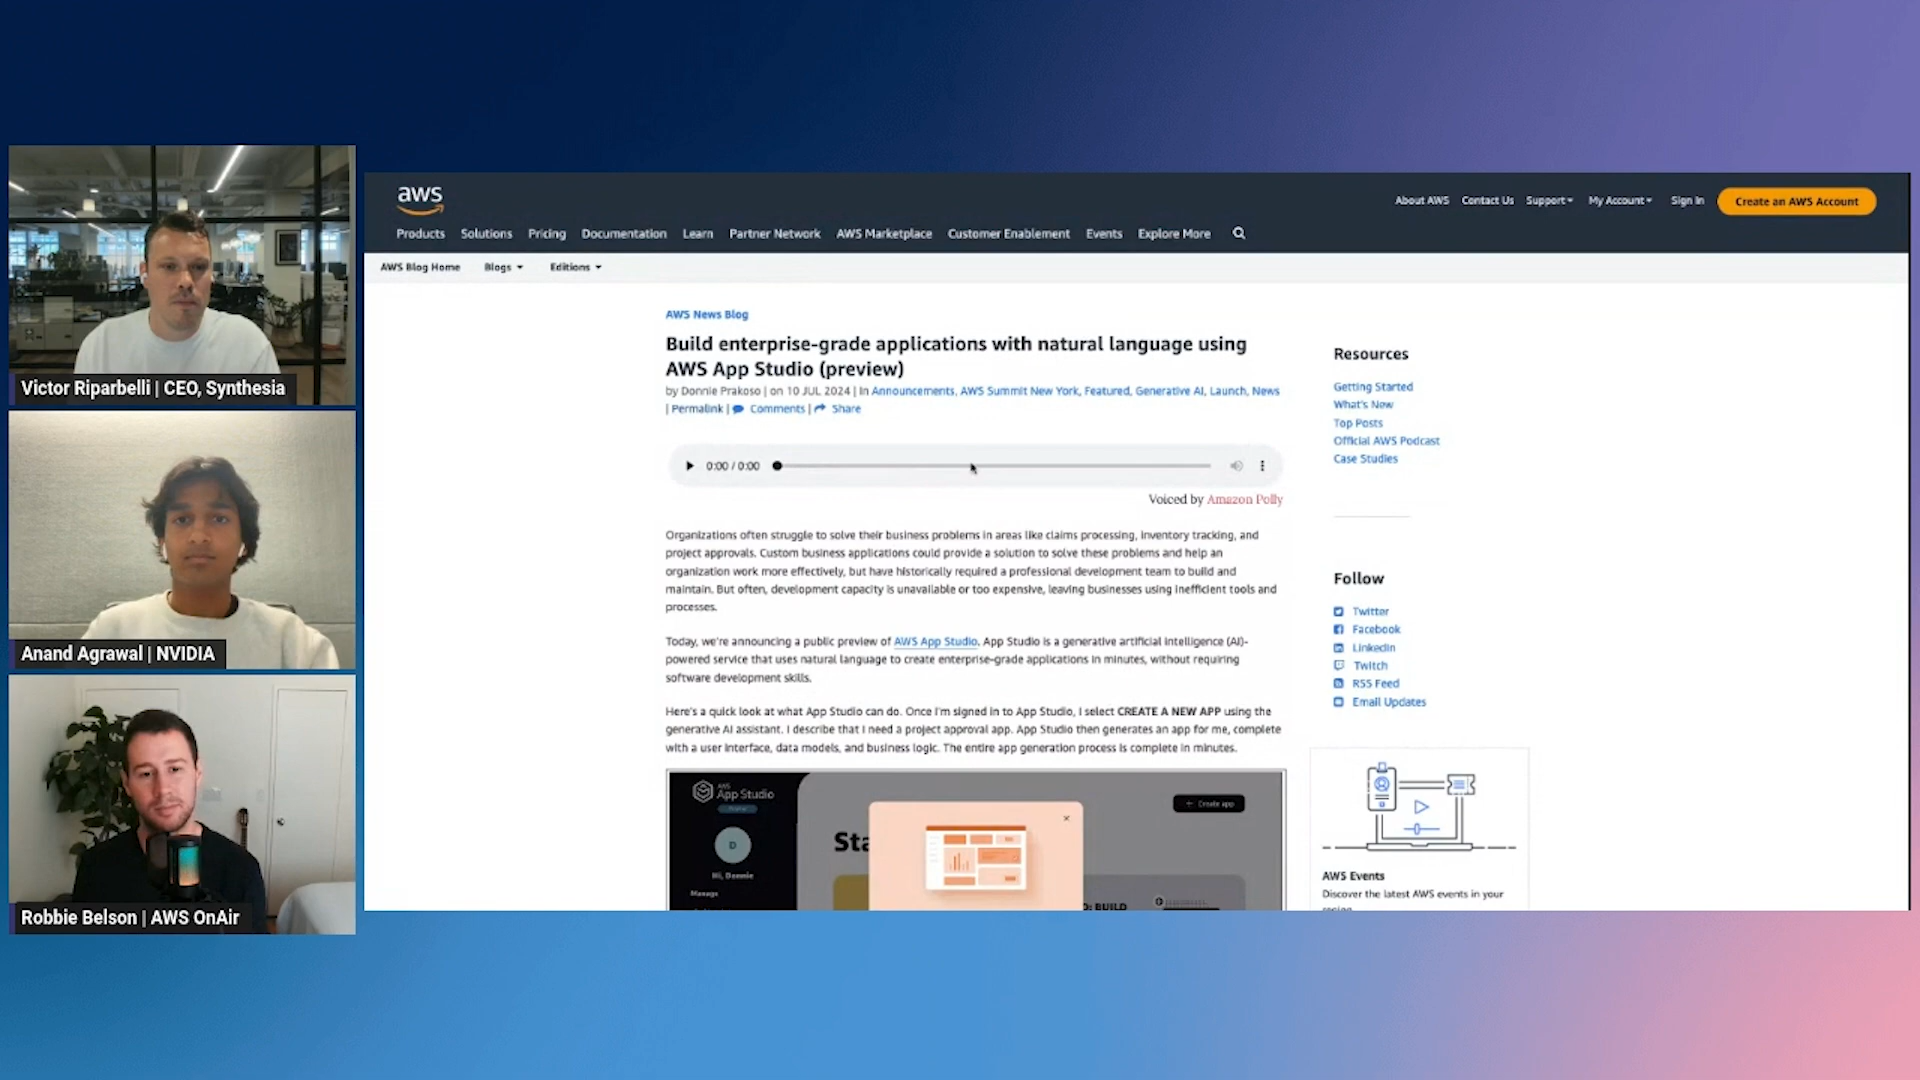 Victor Riparbelli | CEO, Synthesia
Anand Agrawal | NVIDIA
Robbie Belson | AWS OnAir
aws
About AWS Contact Us Support My Account Sign In Create an AWS Account
Products Solutions Pricing Documentation Learn Partner Network AWS Marketplace Customer Enablement Events Explore More
AWS Blog Home Blogs Editions
AWS News Blog
Build enterprise-grade applications with natural language using
AWS App Studio (preview)
by Donnie Prakoso | on 10 JUL 2024 | in Announcements, AWS Summit New York, Featured, Generative AI, Launch, News
| Permalink | Comments | Share
0:00 / 0:00
Voiced by Amazon Polly
Organizations often struggle to solve their business problems in areas like claims processing, inventory tracking, and
project approvals. Custom business applications could provide a solution to solve these problems and help an
organization work more effectively, but have historically required a professional development team to build and
maintain. But often, development capacity is unavailable or too expensive, leaving businesses using inefficient tools and
processes.
Today, we're announcing a public preview of AWS App Studio. App Studio is a generative artificial intelligence (AI)-
powered service that uses natural language to create enterprise-grade applications in minutes, without requiring
software development skills.
Here's a quick look at what App Studio can do. Once I'm signed in to App Studio, I select CREATE A NEW APP using the
generative AI assistant. I describe that I need a project approval app. App Studio then generates an app for me, complete
with a user interface, data models, and business logic. The entire app generation process is complete in minutes.
AWS
App Studio
D
Hi, Donnie
Manage
+ Create app
Sta
D: BUILD
Resources
Getting Started
What's New
Top Posts
Official AWS Podcast
Case Studies
Follow
Twitter
Facebook
LinkedIn
Twitch
RSS Feed
Email Updates
AWS Events
Discover the latest AWS events in your
region